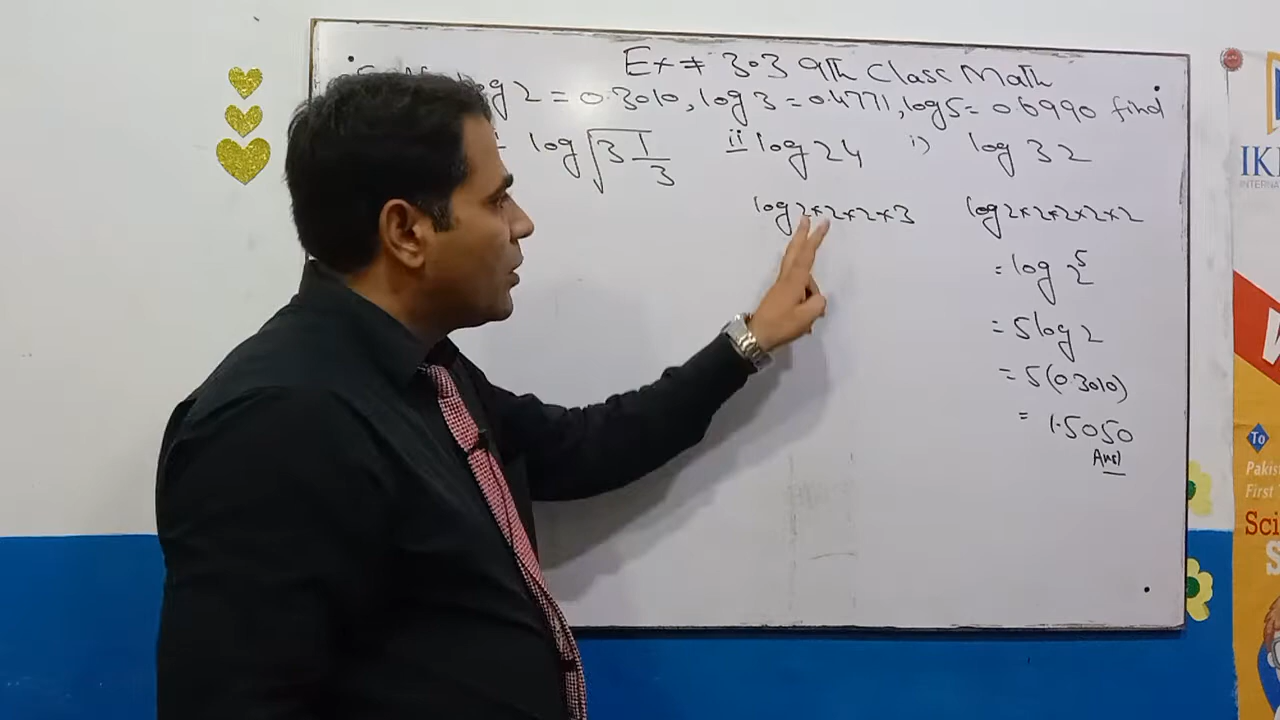 Ex # 3.3 9th Class Math
log 2 = 0.3010, log 3 = 0.4771, log 5 = 0.6990 find
log √3 1/3 ii log 24 i) log 32
log 2×2×2×3 log 2×2×2×2×2
= log 2⁵
= 5 log 2
= 5(0.3010)
= 1.5050
Ans
To
First